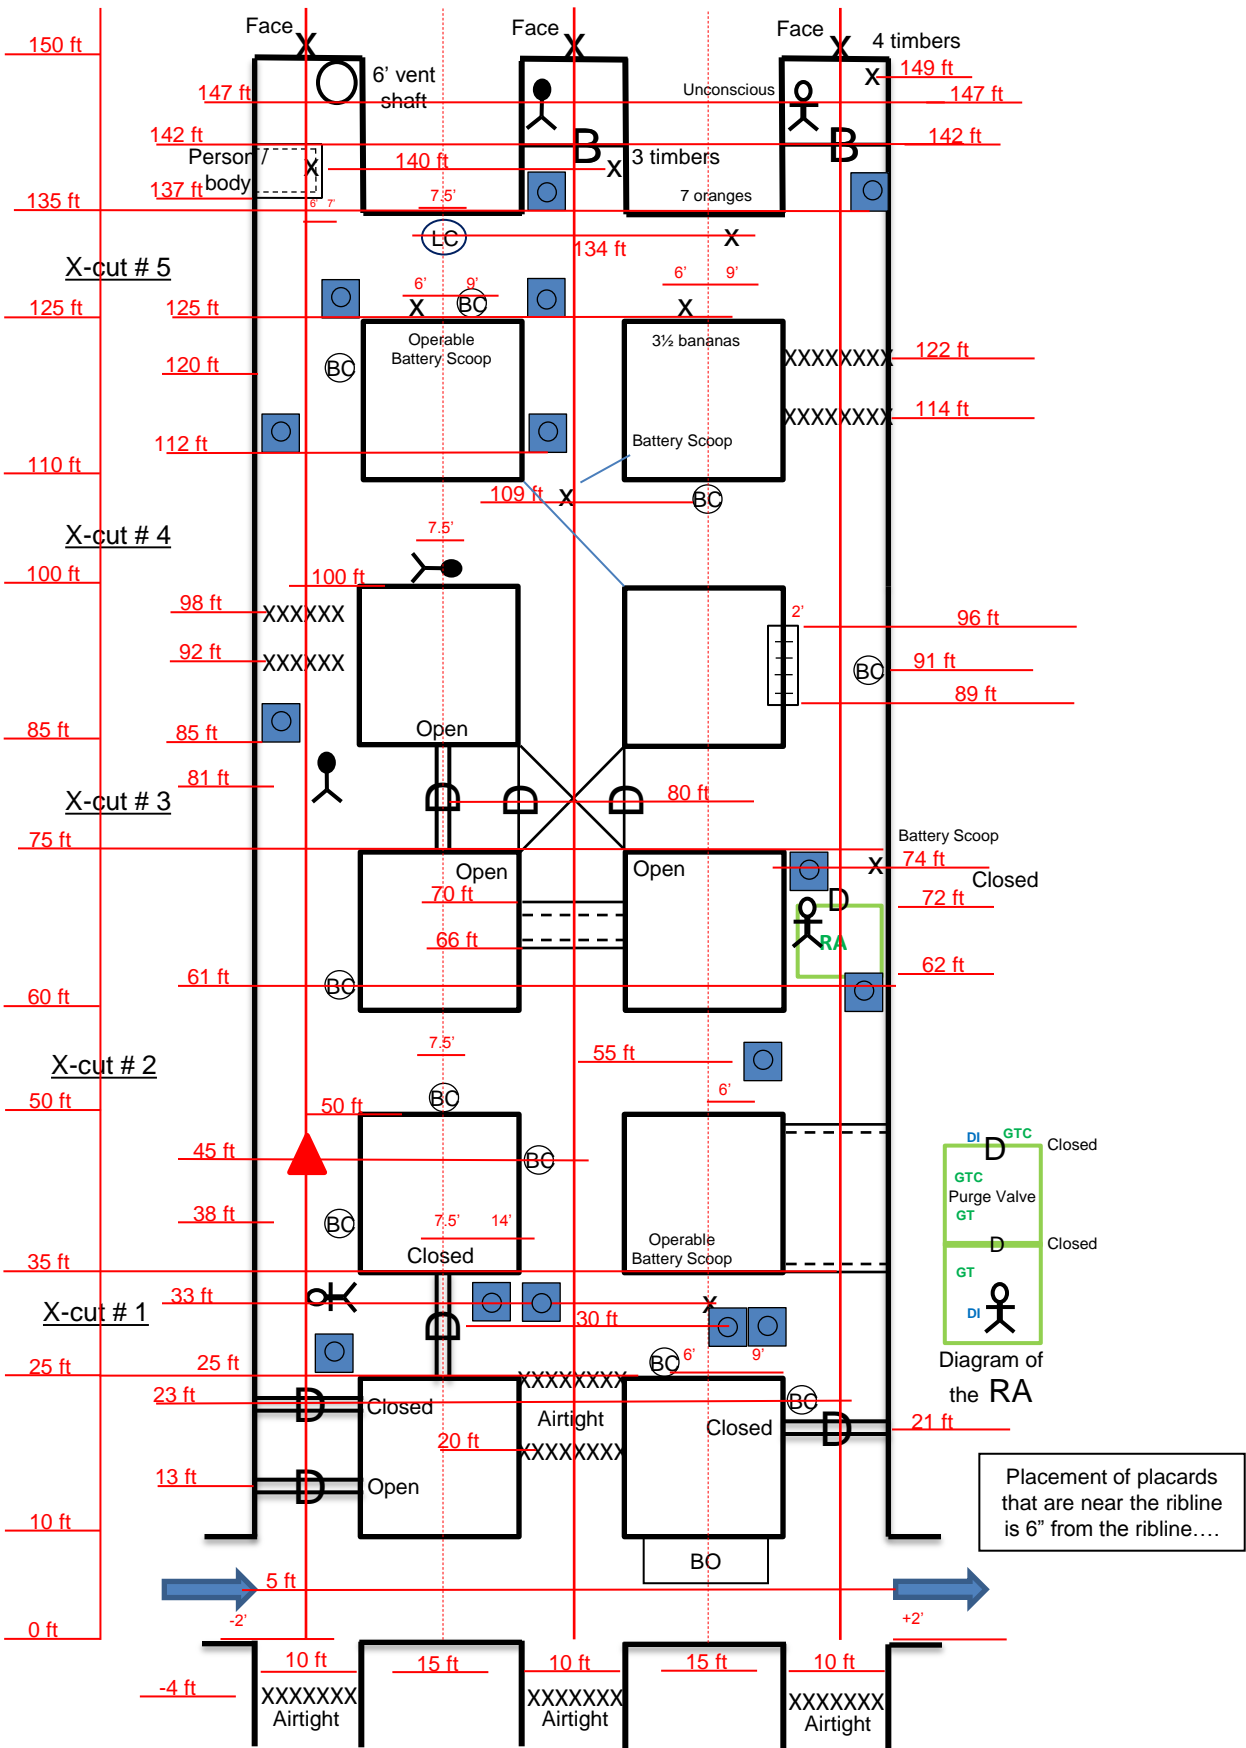 Face
Face
Face
4 timbers
150 ft
X
X
X
6' vent
shaft
X
149 ft
Unconscious
147 ft
147 ft
142 ft
B
B
142 ft
Person /
body
X
140 ft
X
3 timbers
137 ft
6'
7'
7.5'
7 oranges
135 ft
LC
134 ft
X
X-cut # 5
6'
9'
6'
9'
125 ft
125 ft
X
BC
X
Operable
Battery Scoop
3½ bananas
XXXXXXXX
122 ft
120 ft
BC
XXXXXXXX
114 ft
112 ft
Battery Scoop
110 ft
109 ft
X
BC
X-cut # 4
7.5'
100 ft
100 ft
98 ft
XXXXXX
2'
96 ft
92 ft
XXXXXX
BC
91 ft
89 ft
85 ft
85 ft
Open
81 ft
D
D
D
80 ft
X-cut # 3
75 ft
Battery Scoop
Open
Open
X
74 ft
Closed
70 ft
D
72 ft
66 ft
RA
61 ft
BC
62 ft
60 ft
7.5'
55 ft
X-cut # 2
6'
50 ft
BC
50 ft
DI
D
GTC
Closed
45 ft
BC
GTC
Purge Valve
GT
38 ft
BC
7.5'
14'
Closed
Operable
Battery Scoop
D
Closed
35 ft
GT
33 ft
X
DI
X-cut # 1
D
30 ft
Diagram of
the RA
25 ft
25 ft
BC
6'
9'
XXXXXXXX
23 ft
D
Closed
Airtight
BC
Closed
D
21 ft
20 ft
XXXXXXXX
13 ft
D
Open
Placement of placards
that are near the ribline
is 6” from the ribline….
10 ft
BO
5 ft
-2'
+2'
0 ft
10 ft
15 ft
10 ft
15 ft
10 ft
-4 ft
XXXXXXX
XXXXXXX
XXXXXXX
Airtight
Airtight
Airtight